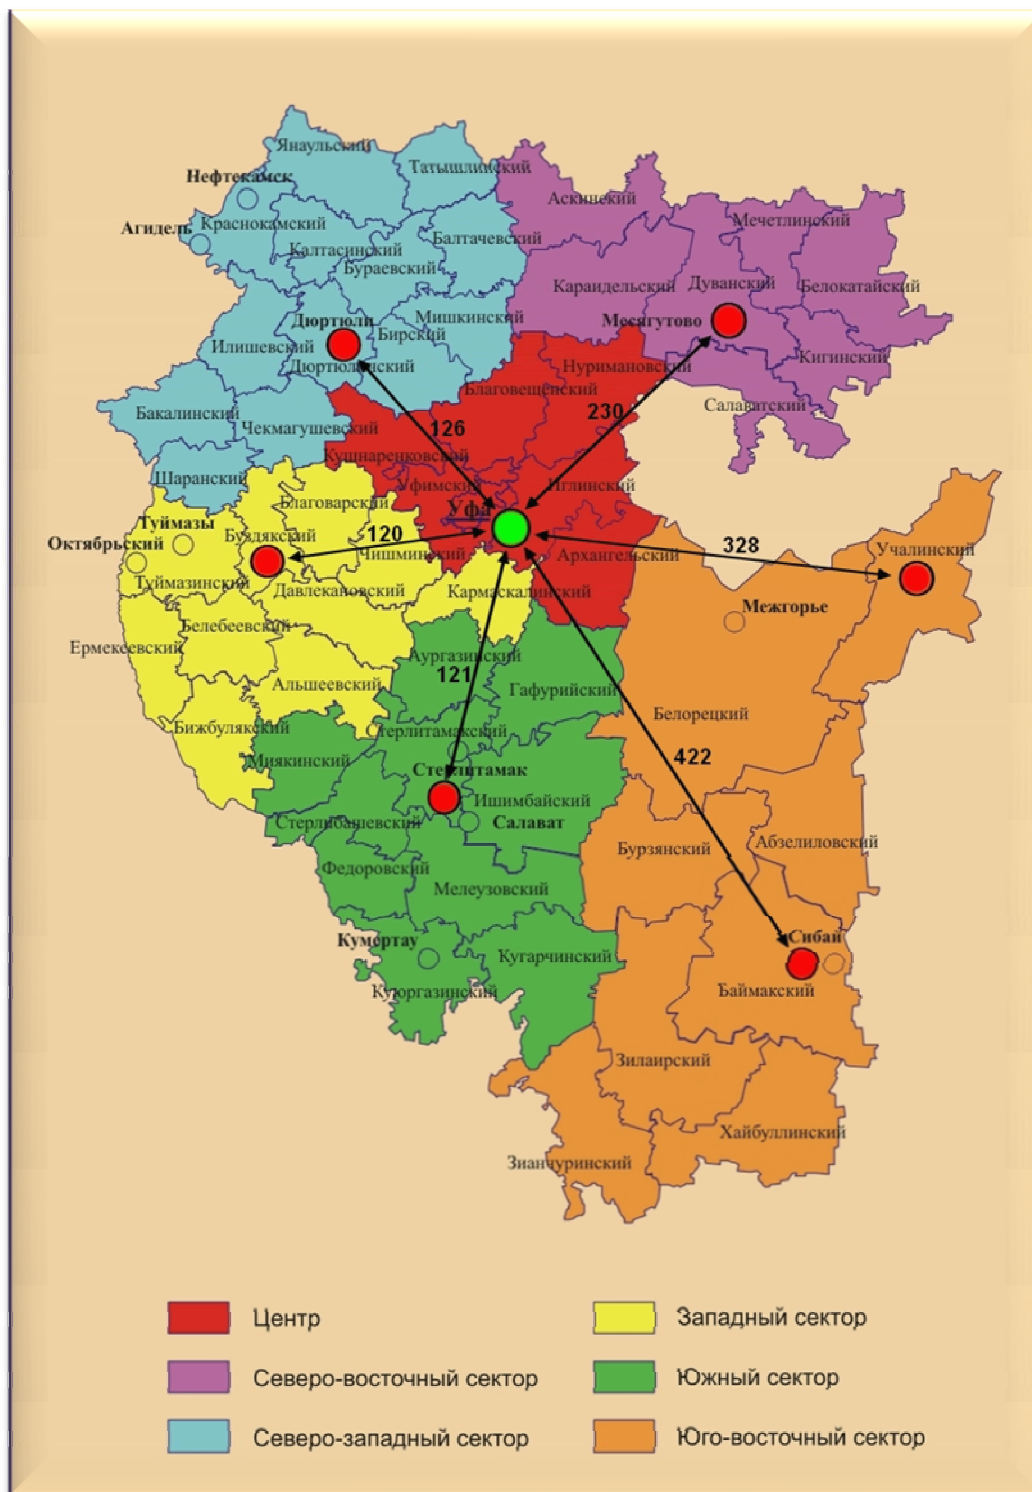 Янаульский
Татышлинский
Нефтекамск
Аскинский
Агидель
Краснокамский
Мечетлинский
Балтачевский
Калтасинский
Бураевский
Караидельский
Дуванский
Белокатайский
Мишкинский
Месягутово
Дюртюли
Бирский
Илишевский
Кигинский
Дюртюлинский
Нуримановский
Благовещенский
Салаватский
Бакалинский
230
Чекмагушевский
126
Кушнаренковский
Шаранский
Уфимский
Иглинский
Благоварский
Уфа
Туймазы
Буздякский
120
Октябрьский
328
Учалинский
Чишминский
Архангельский
Туймазинский
Давлекановский
Кармаскалинский
Межгорье
Белебеевский
Ермекеевский
Аургазинский
121
Альшеевский
Гафурийский
Белорецкий
Бижбулякский
Стерлитамакский
422
Миякинский
Стерлитамак
Ишимбайский
Стерлибашевский
Салават
Абзелиловский
Бурзянский
Федоровский
Мелеузовский
Кумертау
Сибай
Кугарчинский
Куюргазинский
Баймакский
Зилаирский
Хайбуллинский
Зианчуринский
Центр
Западный сектор
Северо-восточный сектор
Южный сектор
Северо-западный сектор
Юго-восточный сектор